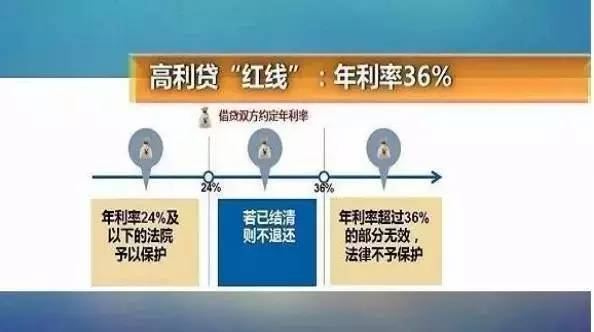 高利贷“红线”：年利率36%
借贷双方约定年利率
24%
36%
年利率24%及
以下的法院
予以保护
若已结清
则不退还
年利率超过36%
的部分无效，
法律不予保护